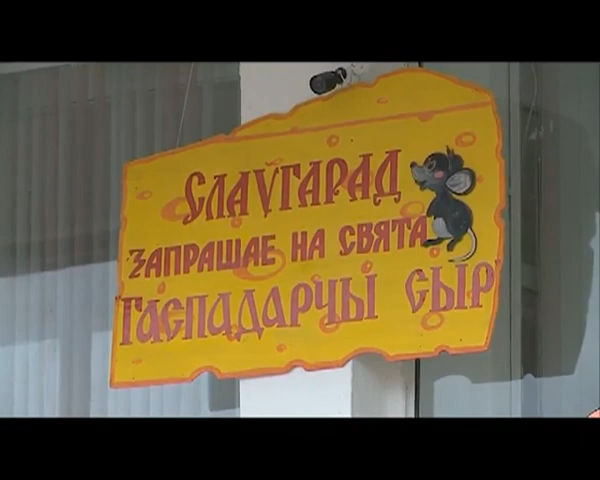 СЛАЎГАРАД
ЗАПРАШАЕ НА СВЯТА
"ГАСПАДАРЧЫ СЫР"